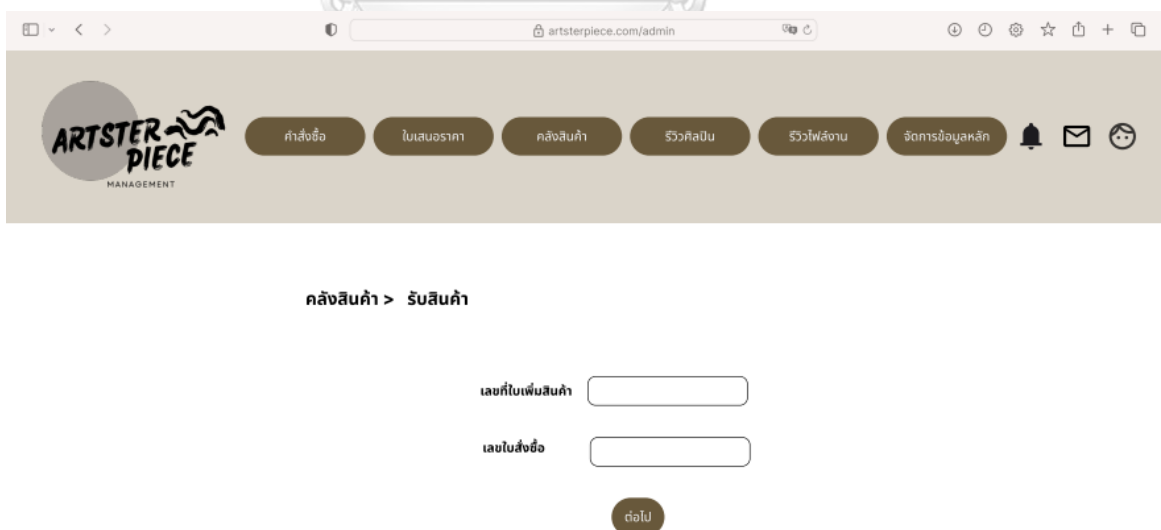 artsterpiece.com/admin
ARTSTER
PIECE
MANAGEMENT
คำสั่งซื้อ
ใบเสนอราคา
คลังสินค้า
รีวิวศิลปิน
รีวิวไฟล์งาน
จัดการข้อมูลหลัก
คลังสินค้า > รับสินค้า
เลขที่ใบเพิ่มสินค้า
เลขใบสั่งซื้อ
ต่อไป